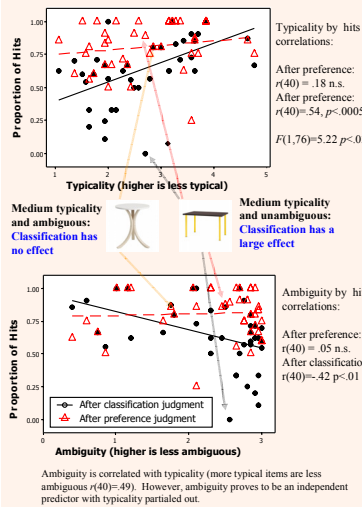 Proportion of Hits
1.00
0.75
0.50
0.25
0.00
1
2
3
4
5
Typicality (higher is less typical)
Typicality by hits
correlations:
After preference:
r(40) = .18 n.s.
After preference:
r(40)=.54, p<.0005
F(1,76)=5.22 p<.0
Medium typicality
and ambiguous:
Classification has
no effect
Medium typicality
and unambiguous:
Classification has a
large effect
Proportion of Hits
1.00
0.75
0.50
0.25
0.00
After classification judgment
After preference judgment
0
1
2
3
Ambiguity (higher is less ambiguous)
Ambiguity by hi
correlations:
After preference:
r(40) = .05 n.s.
After classificatio
r(40)=-.42 p<.01
Ambiguity is correlated with typicality (more typical items are less
ambiguous r(40)=.49). However, ambiguity proves to be an independent
predictor with typicality partialed out.